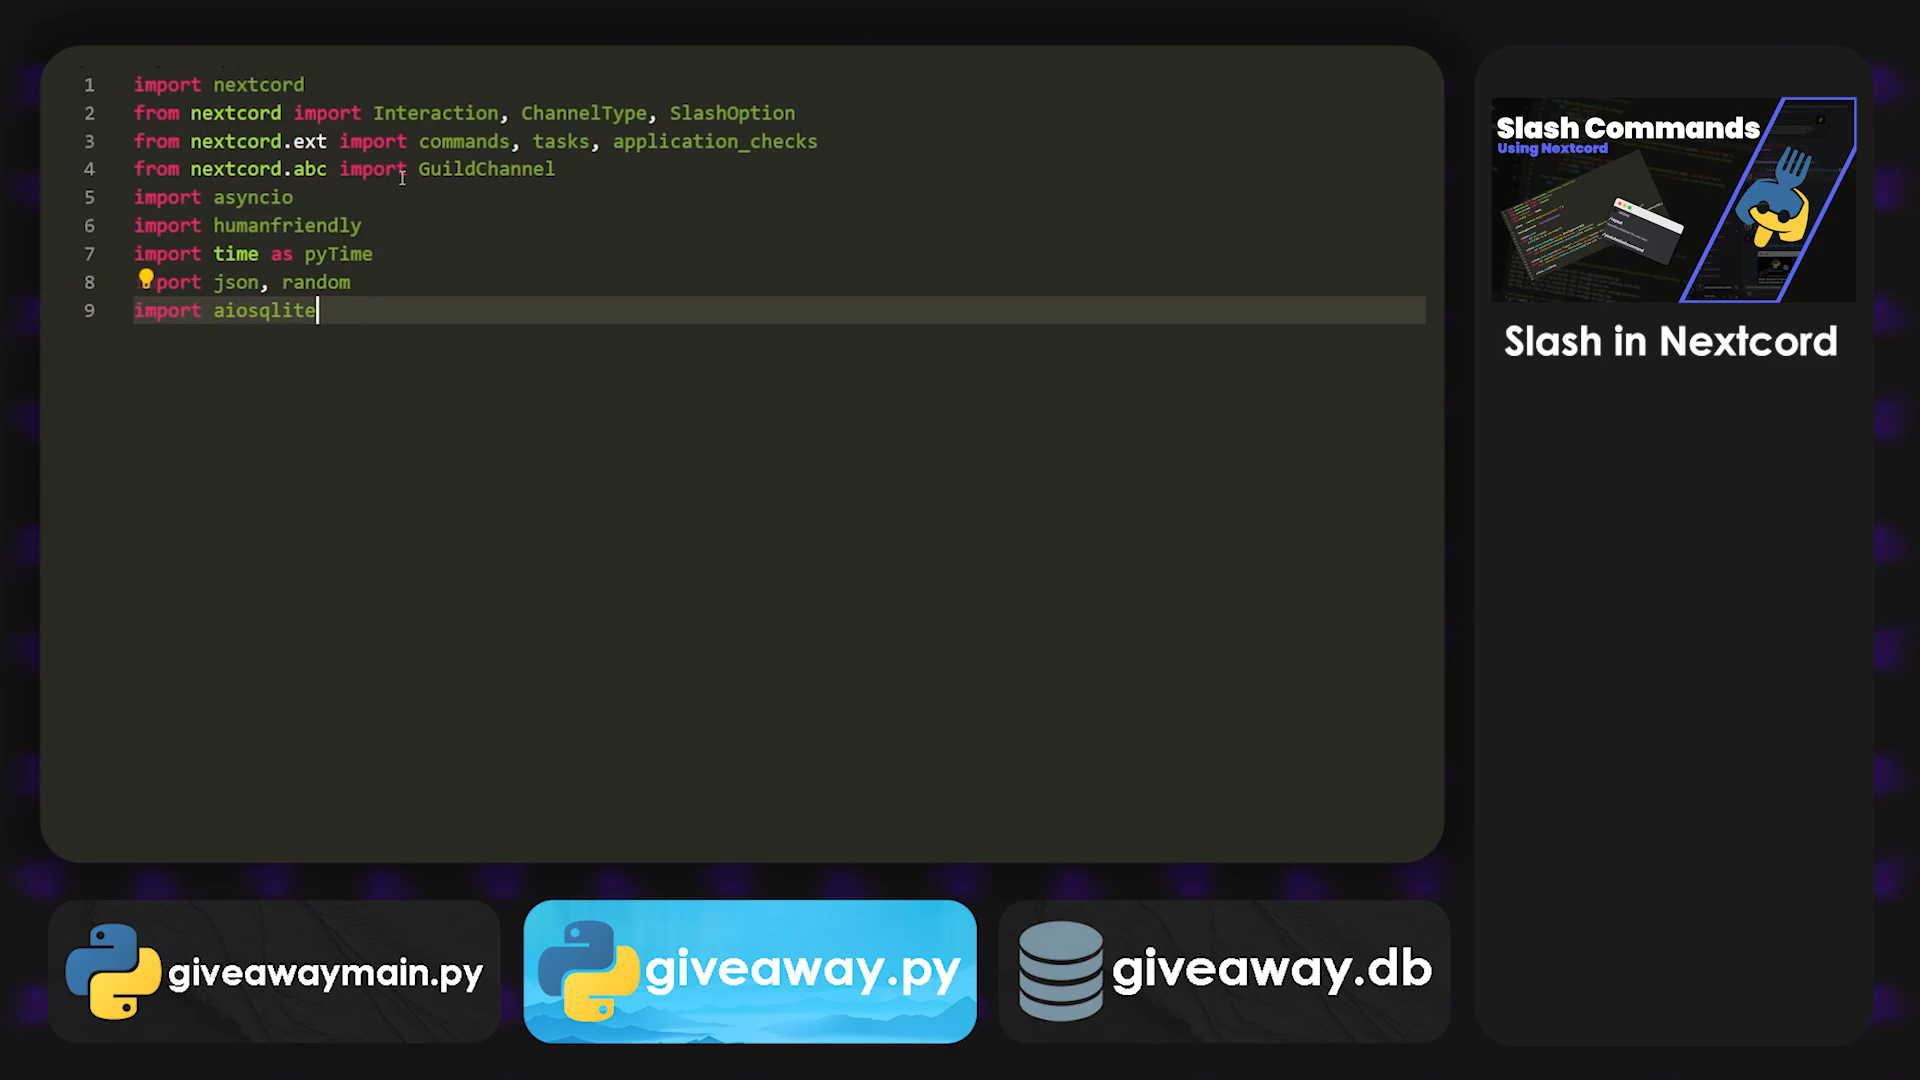 1 import nextcord
2 from nextcord import Interaction, ChannelType, SlashOption
3 from nextcord.ext import commands, tasks, application_checks
4 from nextcord.abc import GuildChannel
5 import asyncio
6 import humanfriendly
7 import time as pyTime
8 port json, random
9 import aiosqlite
Slash Commands
Using Nextcord
Slash in Nextcord
giveawaymain.py
giveaway.py
giveaway.db